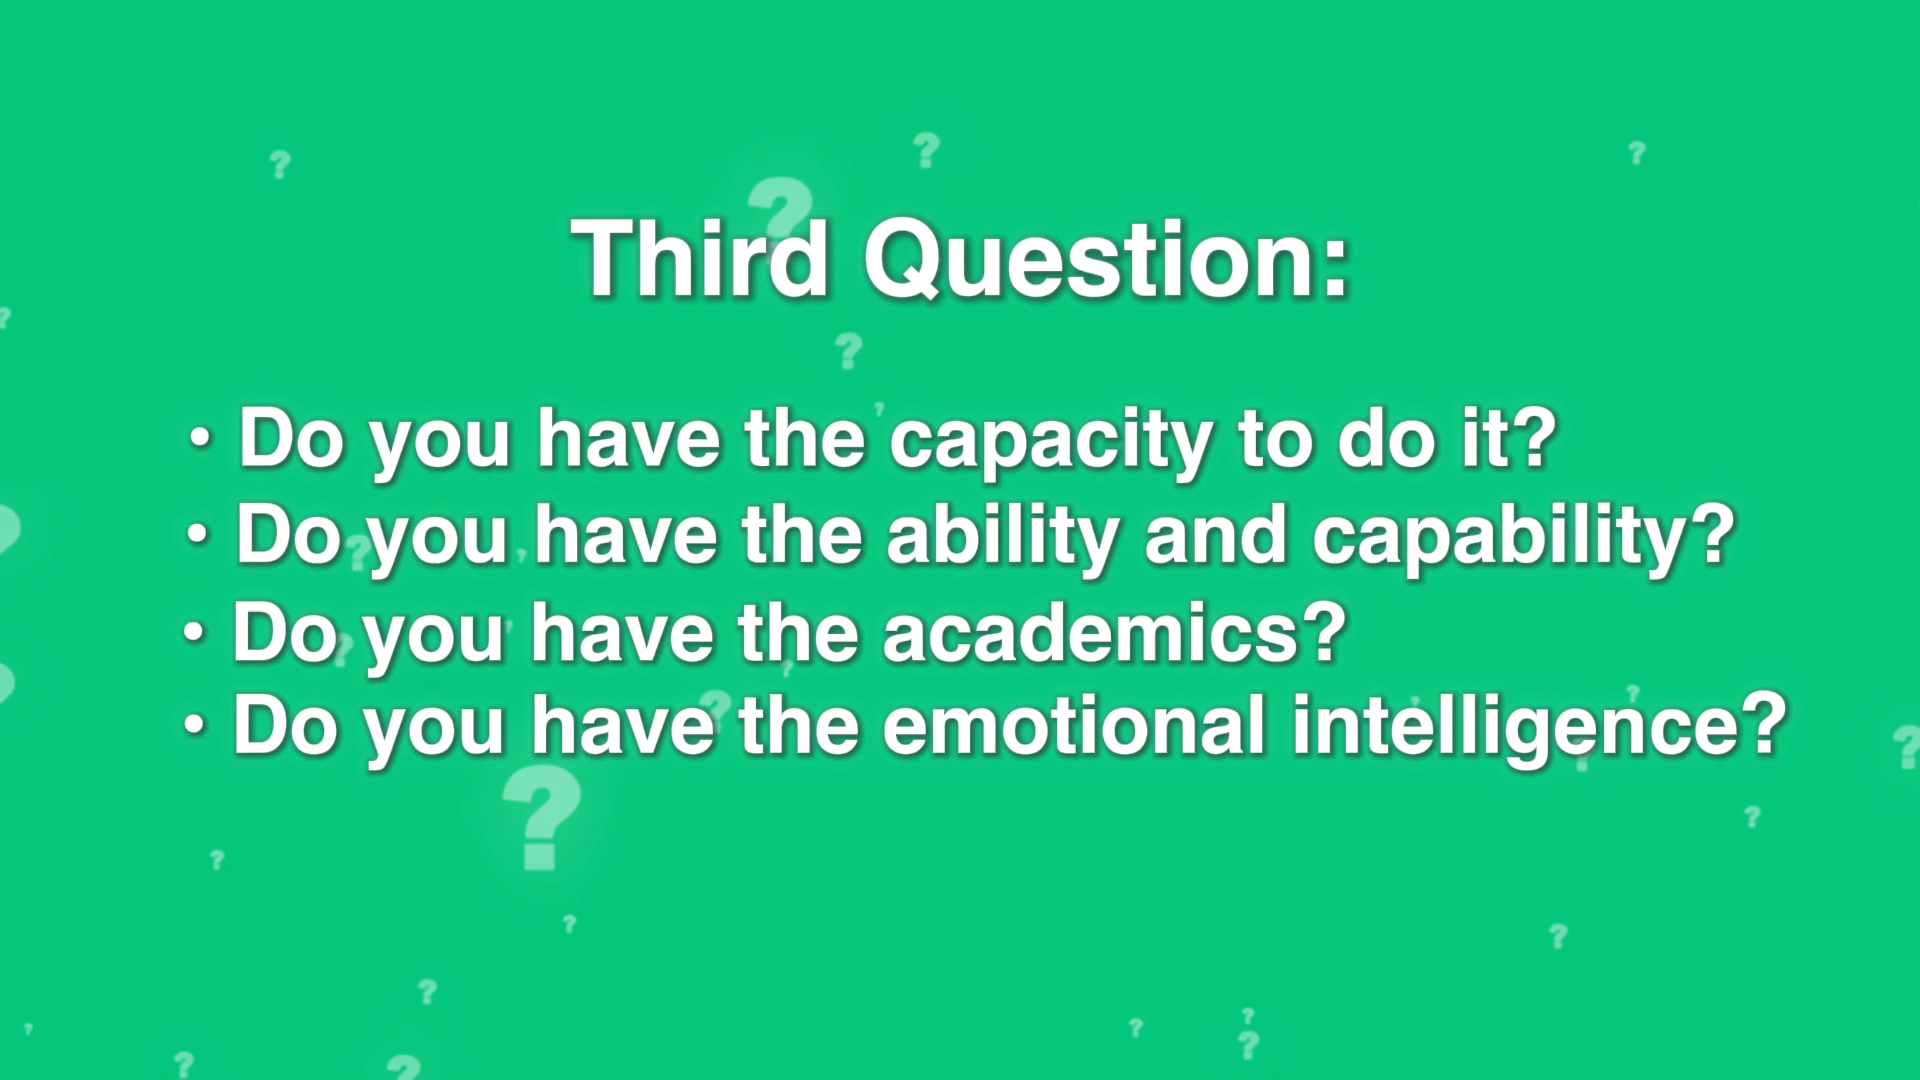 Third Question:
• Do you have the capacity to do it?
• Do you have the ability and capability?
• Do you have the academics?
• Do you have the emotional intelligence?